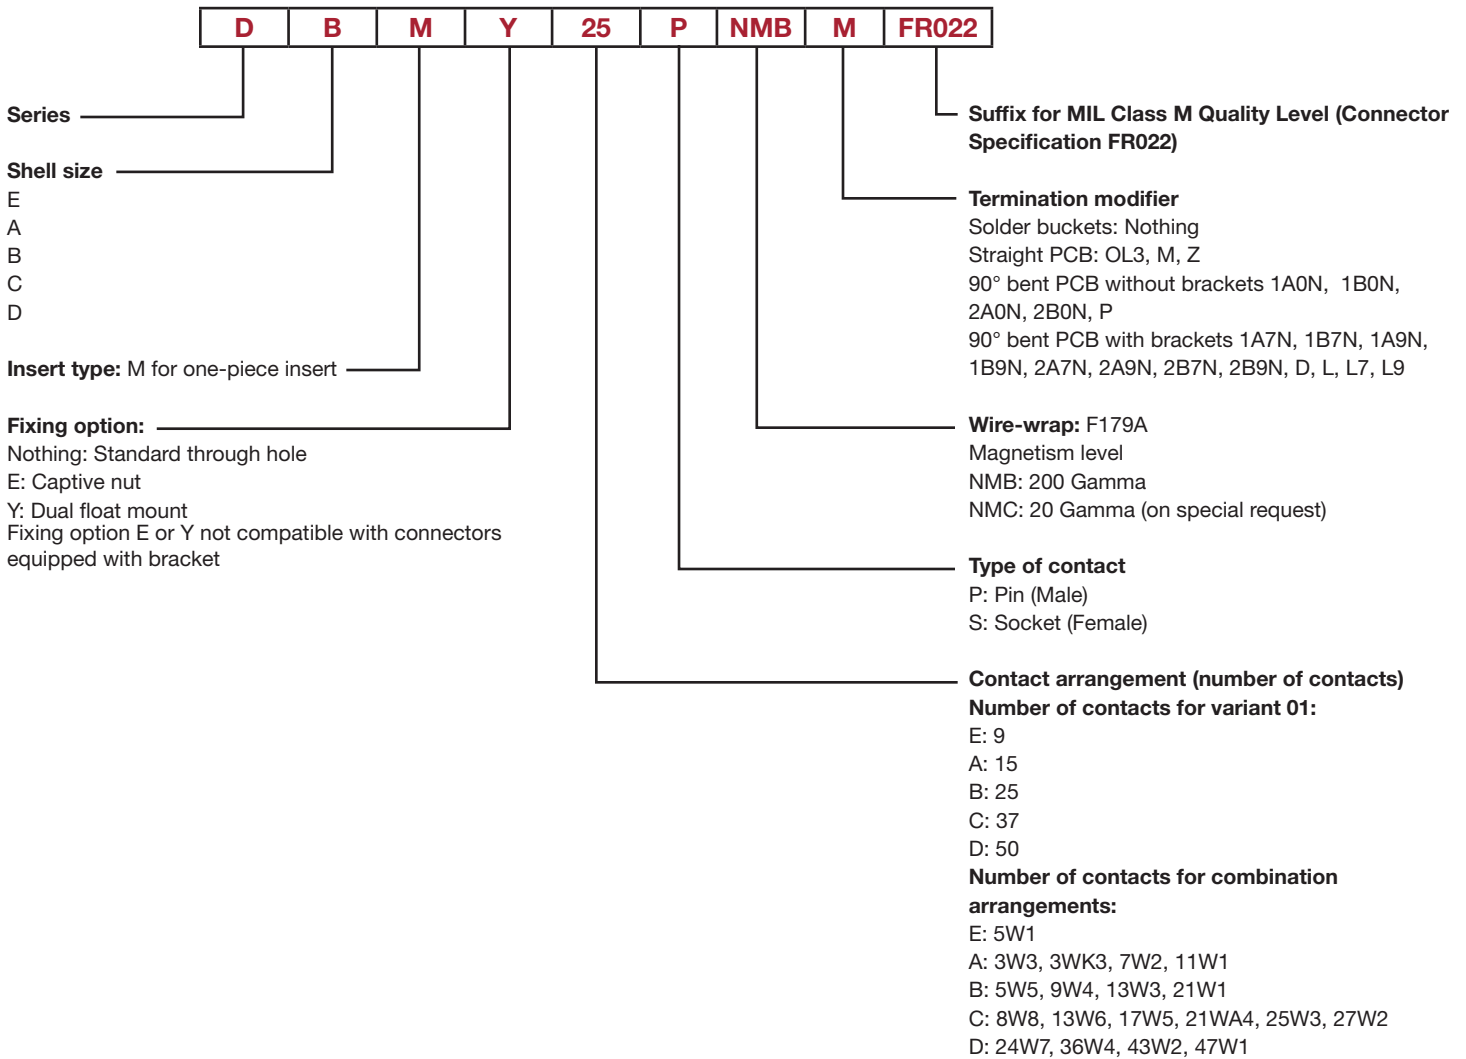 D B M Y 25 P NMB M FR022
Series
Shell size
E
A
B
C
D
Insert type: M for one-piece insert
Fixing option:
Nothing: Standard through hole
E: Captive nut
Y: Dual float mount
Fixing option E or Y not compatible with connectors
equipped with bracket
Suffix for MIL Class M Quality Level (Connector
Specification FR022)
Termination modifier
Solder buckets: Nothing
Straight PCB: OL3, M, Z
90° bent PCB without brackets 1A0N, 1B0N,
2A0N, 2B0N, P
90° bent PCB with brackets 1A7N, 1B7N, 1A9N,
1B9N, 2A7N, 2A9N, 2B7N, 2B9N, D, L, L7, L9
Wire-wrap: F179A
Magnetism level
NMB: 200 Gamma
NMC: 20 Gamma (on special request)
Type of contact
P: Pin (Male)
S: Socket (Female)
Contact arrangement (number of contacts)
Number of contacts for variant 01:
E: 9
A: 15
B: 25
C: 37
D: 50
Number of contacts for combination
arrangements:
E: 5W1
A: 3W3, 3WK3, 7W2, 11W1
B: 5W5, 9W4, 13W3, 21W1
C: 8W8, 13W6, 17W5, 21WA4, 25W3, 27W2
D: 24W7, 36W4, 43W2, 47W1